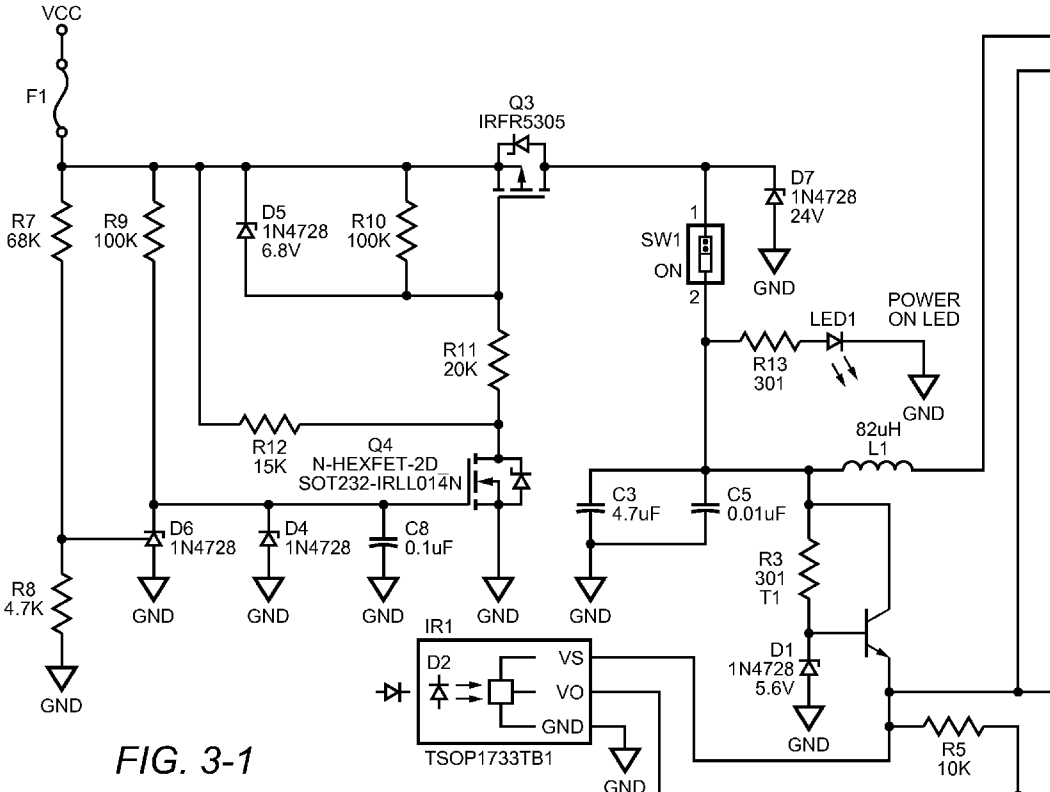 VCC
F1
Q3
IRFR5305
R7
68K
R9
100K
D5
1N4728
6.8V
R10
100K
D7
1N4728
24V
GND
1
SW1
ON
2
POWER
ON LED
LED1
R13
301
GND
R11
20K
R12
15K
Q4
N-HEXFET-2D
SOT232-IRLL014N
82uH
L1
C3
4.7uF
C5
0.01uF
GND
D6
1N4728
D4
1N4728
C8
0.1uF
R8
4.7K
GND
GND
GND
GND
GND
R3
301
T1
D1
1N4728
5.6V
GND
IR1
D2
VS
VO
GND
TSOP1733TB1
GND
R5
10K
FIG. 3-1